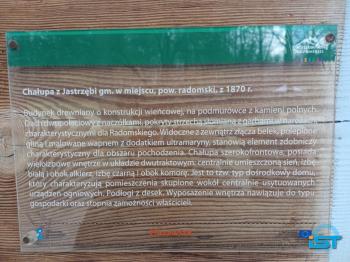 Chałupa z Jastrzębi gm. w miejscu, pow. radomski, z 1870 r.
Budynek drewniany o konstrukcji wieńcowej, na podmurówce z kamieni polnych.
Dach dwupołaciowy z naczółkami, pokryty strzechą słomianą z garbami w narożach,
charakterystycznymi dla Radomskiego. Widoczne z zewnątrz złącza belek, polepione
gliną i malowane wapnem z dodatkiem ultramaryny, stanowią element zdobniczy
charakterystyczny dla obszaru pochodzenia. Chałupa szerokofrontowa, posiada
wieloizbowe wnętrze w układzie dwutraktowym: centralnie umieszczoną sień, izbę
białą i obok alkierz, izbę czarną i obok komorę. Jest to tzw. typ dośrodkowy domu,
który charakteryzują pomieszczenia skupione wokół centralnie usytuowanych
urządzeń ogniowych. Podłogi z desek. Wyposażenie wnętrza nawiązuje do typu
gospodarki oraz stopnia zamożności właścicieli.
iST